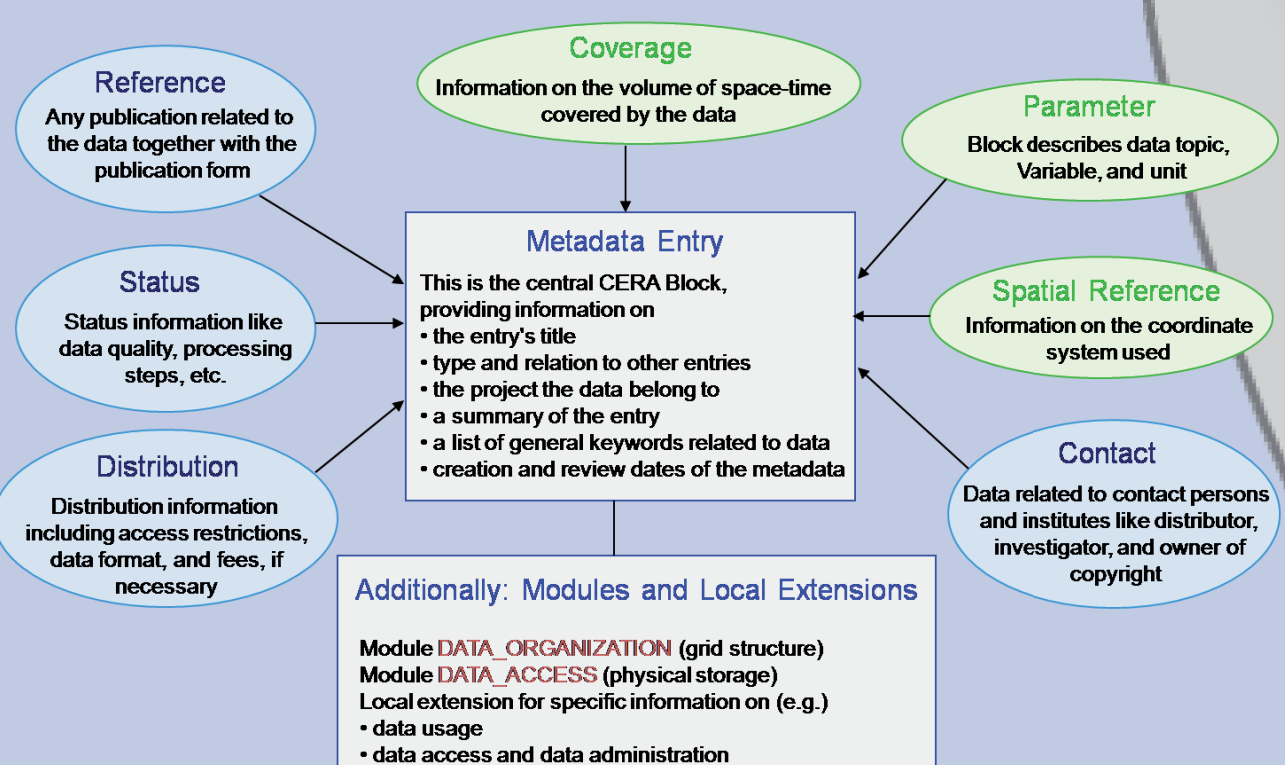 Reference
Any publication related to
the data together with the
publication form
Coverage
Information on the volume of space-time
covered by the data
Parameter
Block describes data topic,
Variable, and unit
Status
Status information like
data quality, processing
steps, etc.
Metadata Entry
This is the central CERA Block,
providing information on
• the entry's title
• type and relation to other entries
• the project the data belong to
• a summary of the entry
• a list of general keywords related to data
• creation and review dates of the metadata
Spatial Reference
Information on the coordinate
system used
Distribution
Distribution information
including access restrictions,
data format, and fees, if
necessary
Contact
Data related to contact persons
and institutes like distributor,
investigator, and owner of
copyright
Additionally: Modules and Local Extensions
Module DATA_ORGANIZATION (grid structure)
Module DATA_ACCESS (physical storage)
Local extension for specific information on (e.g.)
• data usage
• data access and data administration